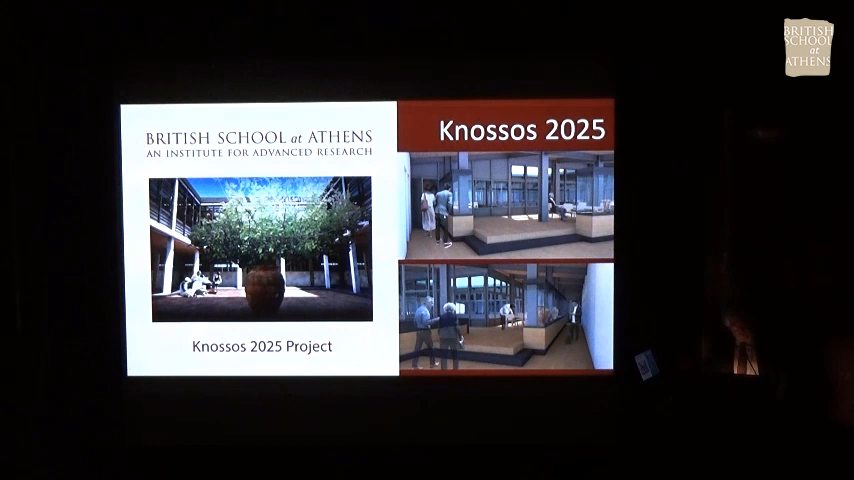 BRITISH SCHOOL at ATHENS
AN INSTITUTE FOR ADVANCED RESEARCH
Knossos 2025 Project
Knossos 2025
BRITISH
SCHOOL
at
ATHENS